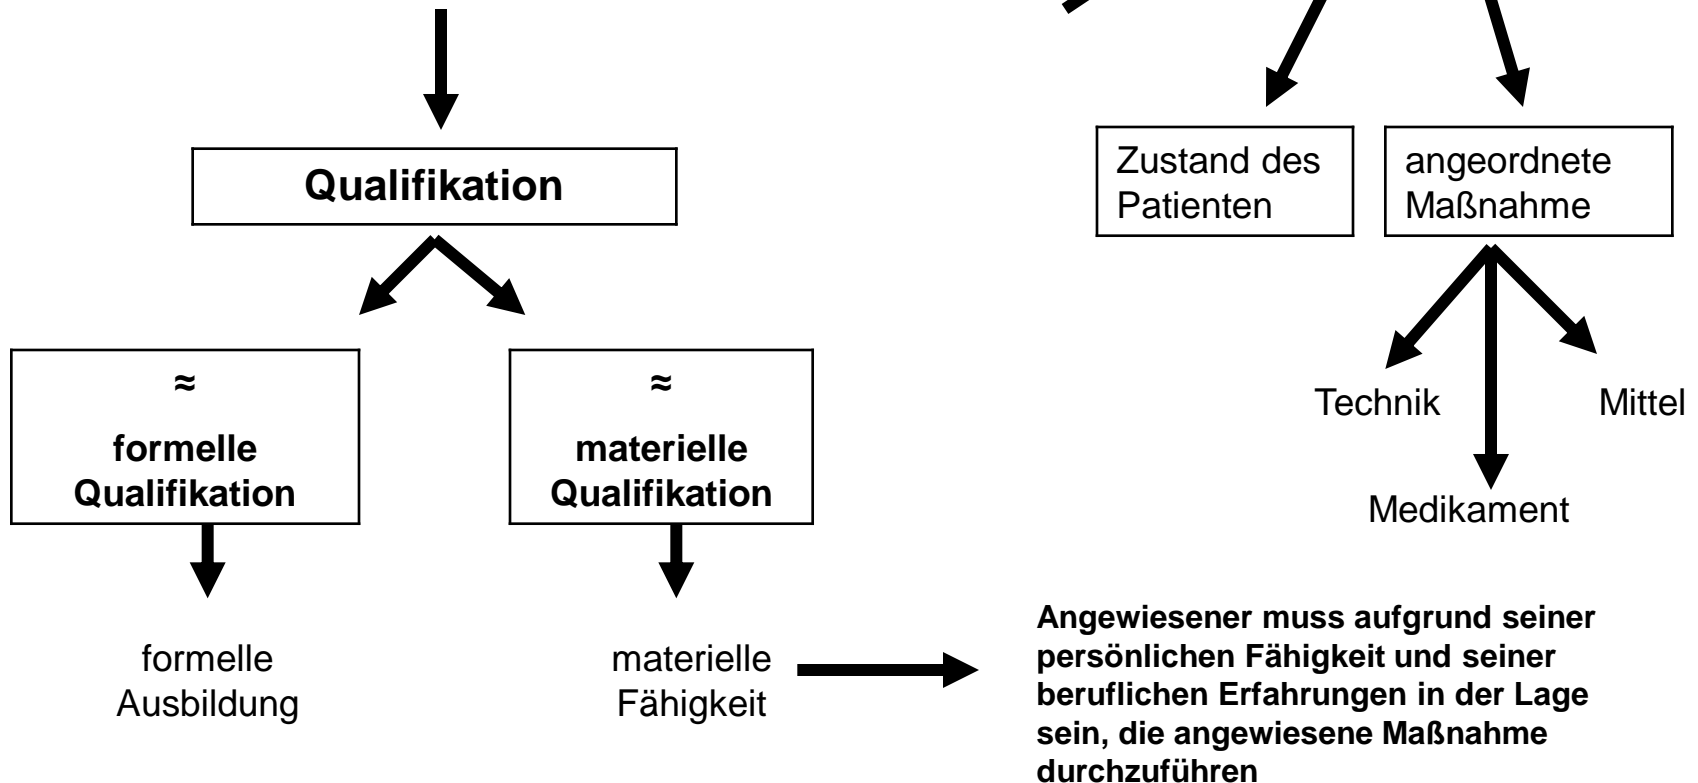 Qualifikation
≈
formelle
Qualifikation
≈
materielle
Qualifikation
formelle
Ausbildung
materielle
Fähigkeit
Zustand des
Patienten
angeordnete
Maßnahme
Technik
Mittel
Medikament
Angewiesener muss aufgrund seiner
persönlichen Fähigkeit und seiner
beruflichen Erfahrungen in der Lage
sein, die angewiesene Maßnahme
durchzuführen